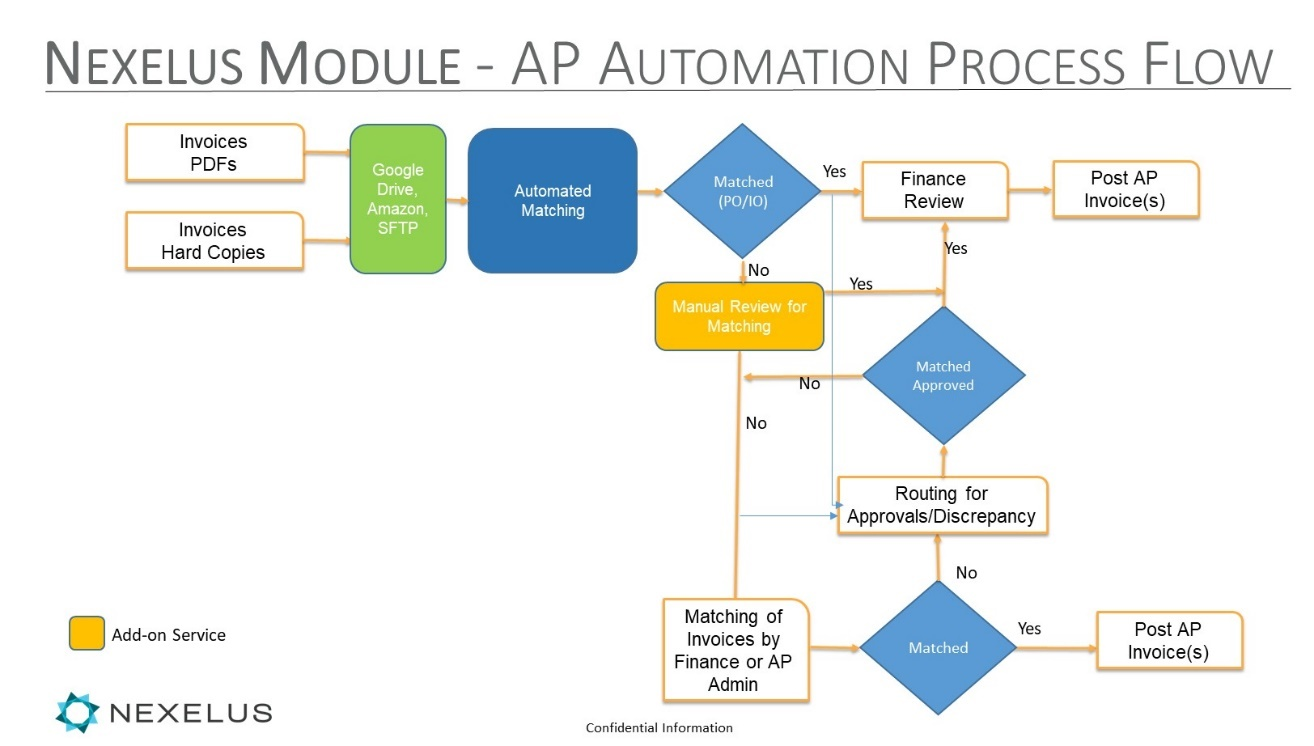 NEXELUS MODULE - AP AUTOMATION PROCESS FLOW
Invoices
PDFs
Invoices
Hard Copies
Google
Drive,
Amazon,
SFTP
Automated
Matching
Matched
(PO/IO)
Yes
Finance
Review
Post AP
Invoice(s)
Yes
No
Manual Review for
Matching
Yes
Matched
Approved
No
No
Routing for
Approvals/Discrepancy
No
Matching of
Invoices by
Finance or AP
Admin
Matched
Yes
Post AP
Invoice(s)
Add-on Service
NEXELUS
Confidential Information